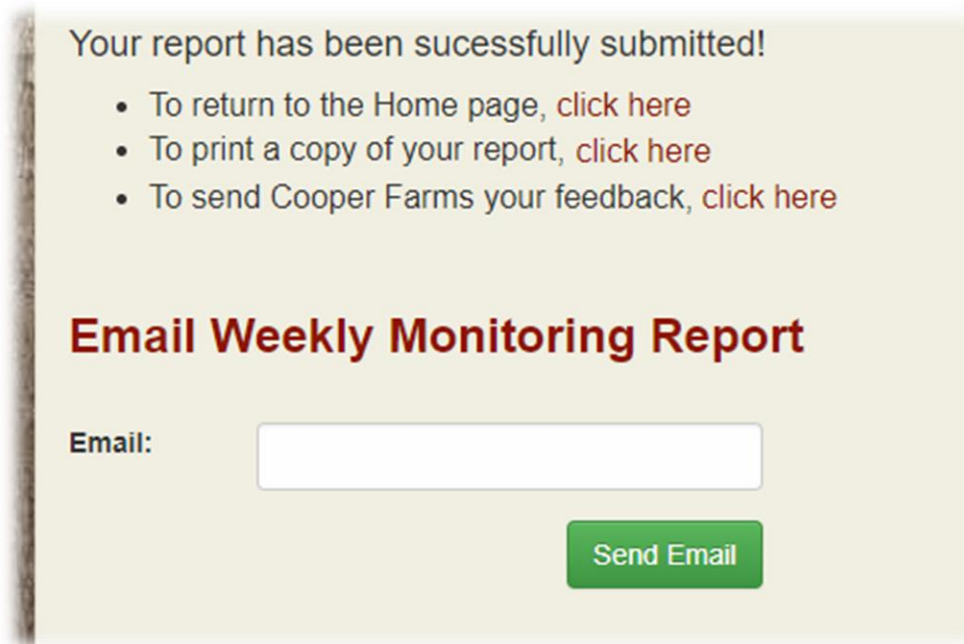 Your report has been sucessfully submitted!
• To return to the Home page, click here
• To print a copy of your report, click here
• To send Cooper Farms your feedback, click here
Email Weekly Monitoring Report
Email:
Send Email